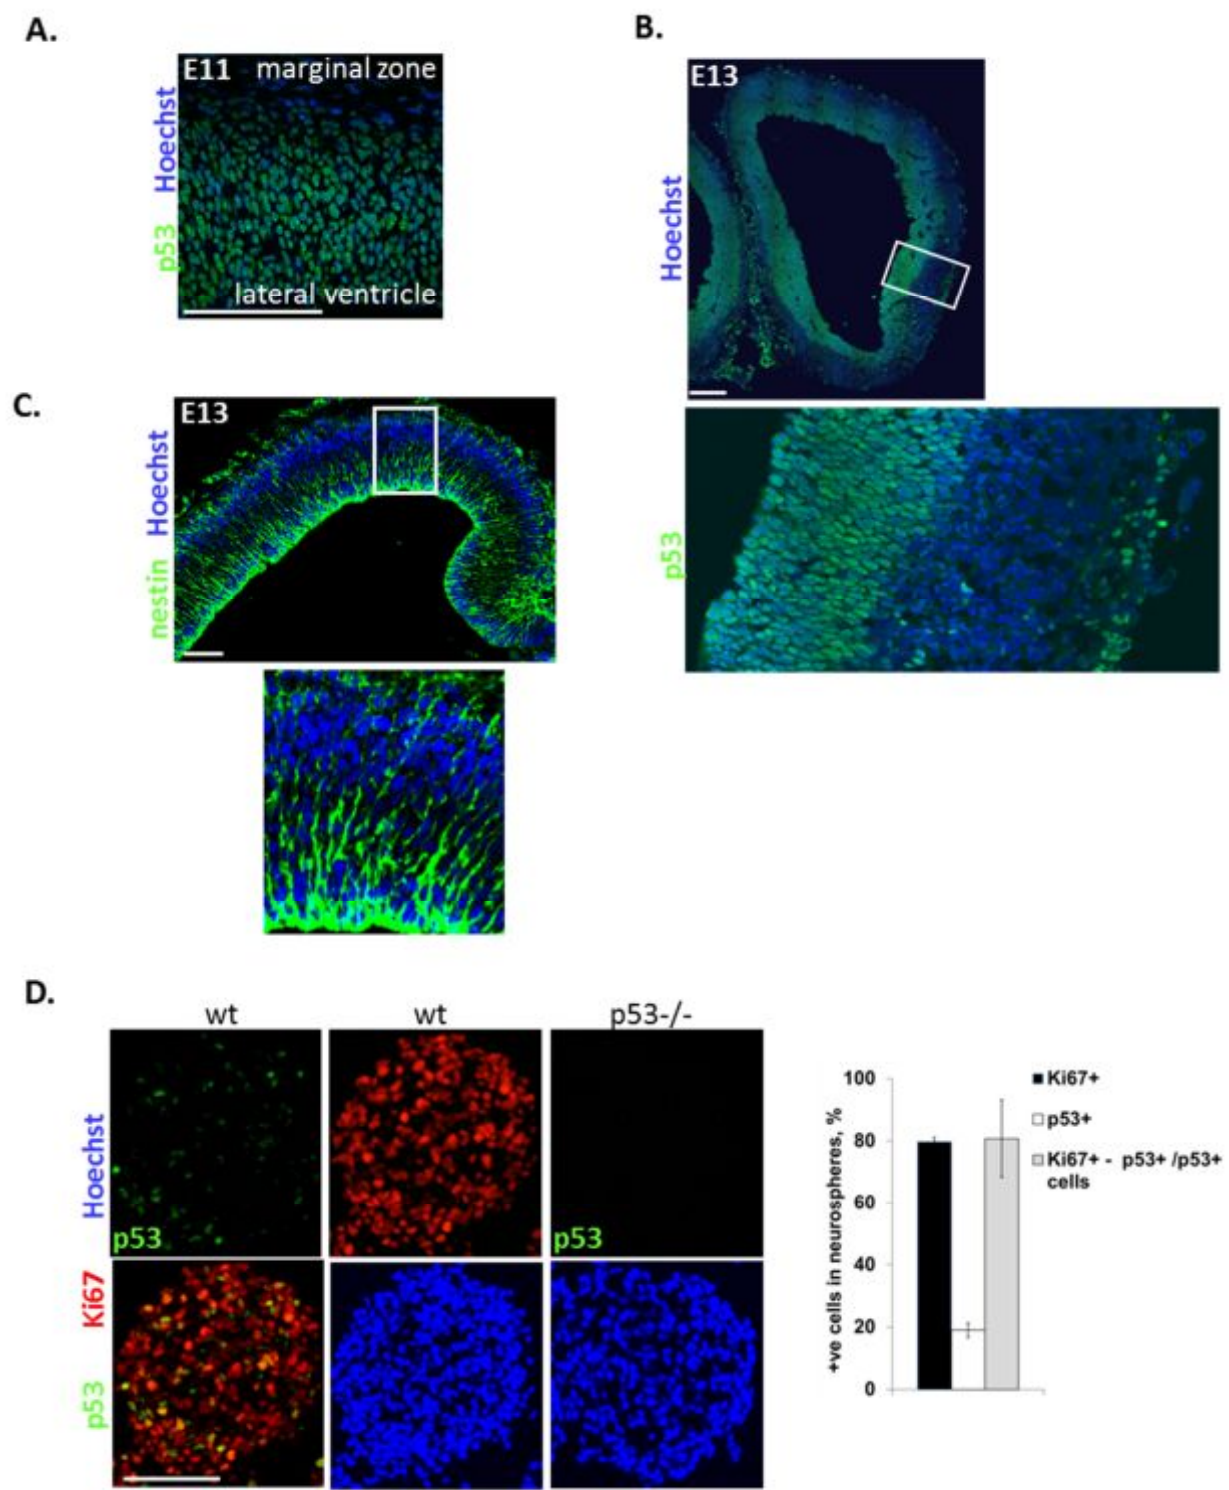 A.
E11
marginal zone
p53 Hoechst
lateral ventricle
B.
E13
Hoechst
p53
C.
E13
nestin Hoechst
D.
wt
wt
p53-/-
p53 Ki67 Hoechst
p53
p53
+ve cells in neurospheres, %
100
80
60
40
20
0
Ki67+
p53+
Ki67+ - p53+ /p53+
cells